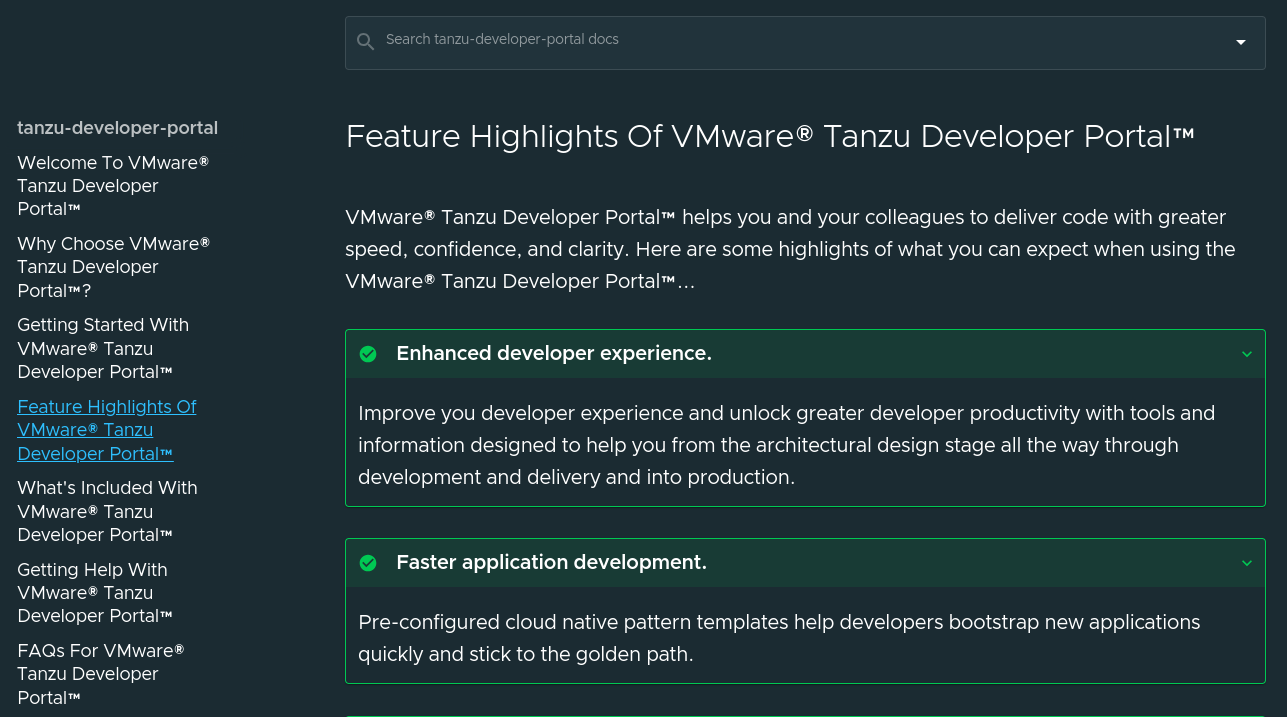 Search tanzu-developer-portal docs
tanzu-developer-portal
Welcome To VMware®
Tanzu Developer
Portal™
Why Choose VMware®
Tanzu Developer
Portal™?
Getting Started With
VMware® Tanzu
Developer Portal™
Feature Highlights Of
VMware® Tanzu
Developer Portal™
What's Included With
VMware® Tanzu
Developer Portal™
Getting Help With
VMware® Tanzu
Developer Portal™
FAQs For VMware®
Tanzu Developer
Portal™
Feature Highlights Of VMware® Tanzu Developer Portal™
VMware® Tanzu Developer Portal™ helps you and your colleagues to deliver code with greater
speed, confidence, and clarity. Here are some highlights of what you can expect when using the
VMware® Tanzu Developer Portal™...
Enhanced developer experience.
Improve you developer experience and unlock greater developer productivity with tools and
information designed to help you from the architectural design stage all the way through
development and delivery and into production.
Faster application development.
Pre-configured cloud native pattern templates help developers bootstrap new applications
quickly and stick to the golden path.